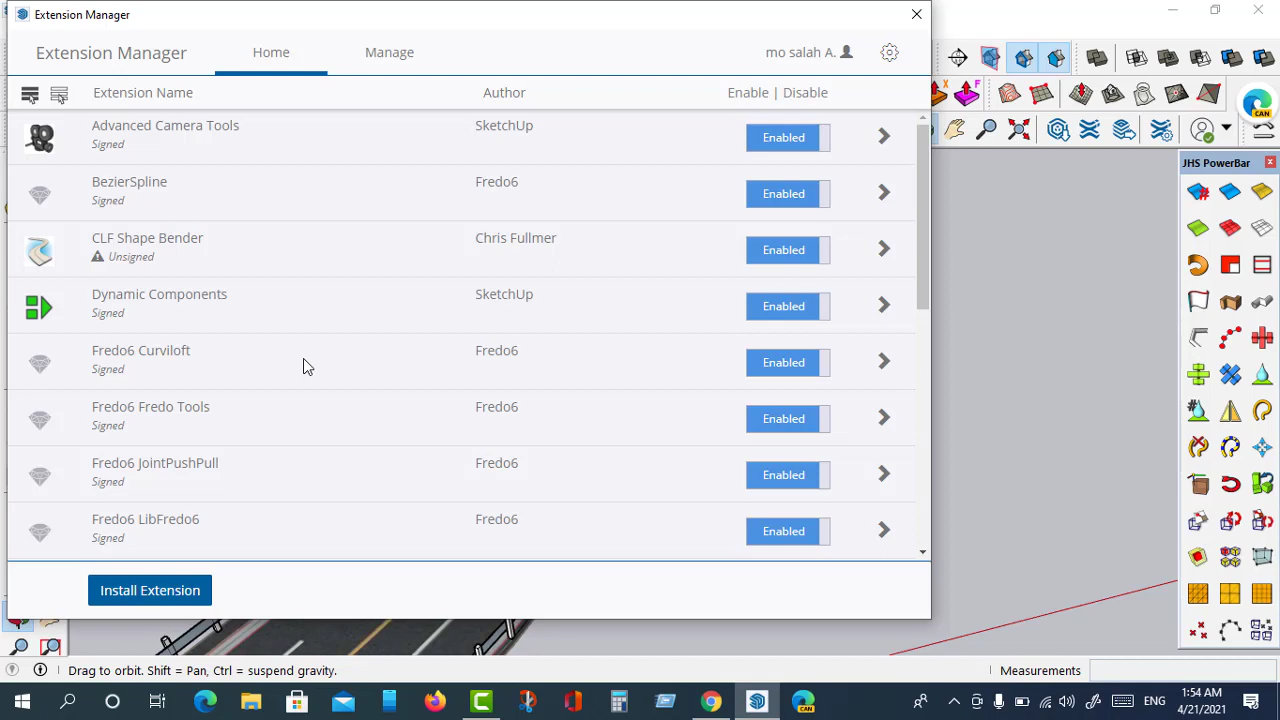 Extension Manager
Extension Manager
Home
Manage
mo salah A.
Extension Name
Author
Enable | Disable
Advanced Camera Tools
Signed
SketchUp
Enabled
BezierSpline
Signed
Fredo6
Enabled
CLF Shape Bender
Unsigned
Chris Fullmer
Enabled
Dynamic Components
Signed
SketchUp
Enabled
Fredo6 Curviloft
Signed
Fredo6
Enabled
Fredo6 Fredo Tools
Signed
Fredo6
Enabled
Fredo6 JointPushPull
Signed
Fredo6
Enabled
Fredo6 LibFredo6
Signed
Fredo6
Enabled
Install Extension
CAN
JHS PowerBar
Drag to orbit. Shift = Pan, Ctrl = suspend gravity.
Measurements
CAN
ENG
1:54 AM
4/21/2021